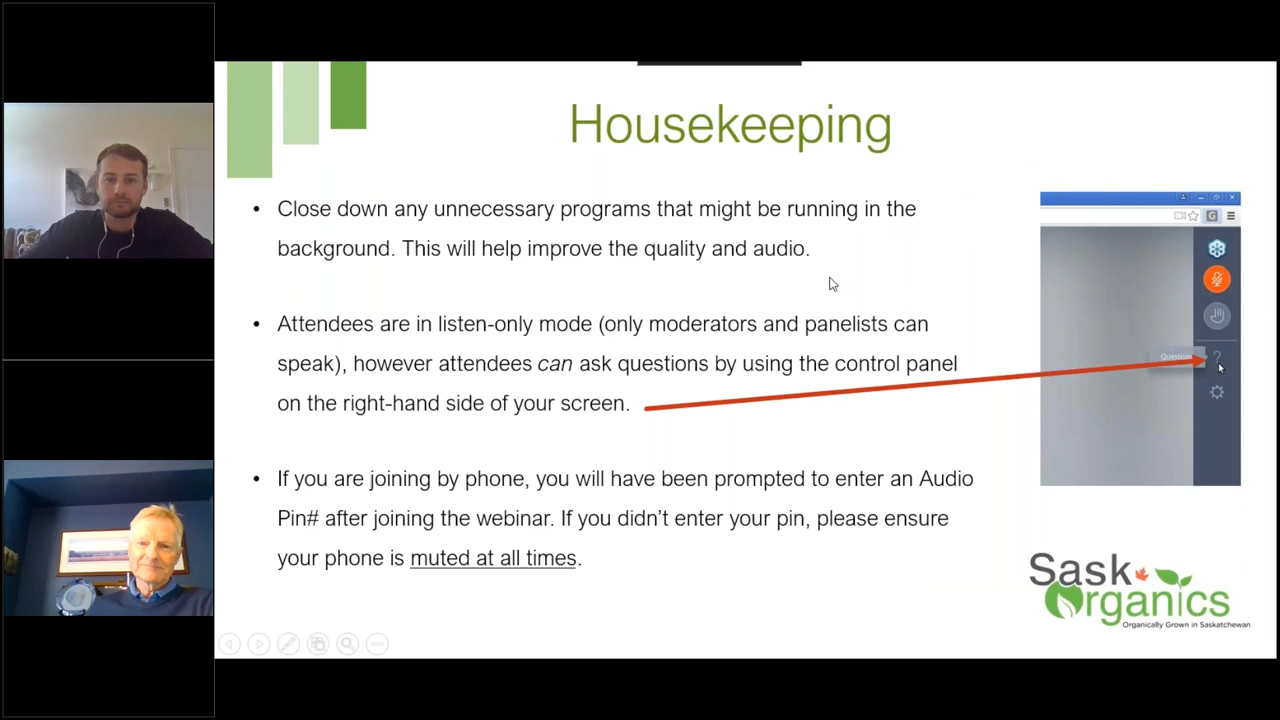 Housekeeping
• Close down any unnecessary programs that might be running in the
background. This will help improve the quality and audio.
• Attendees are in listen-only mode (only moderators and panelists can
speak), however attendees can ask questions by using the control panel
on the right-hand side of your screen.
Question
• If you are joining by phone, you will have been prompted to enter an Audio
Pin# after joining the webinar. If you didn’t enter your pin, please ensure
your phone is muted at all times.
Sask
Organics
Organically Grown in Saskatchewan